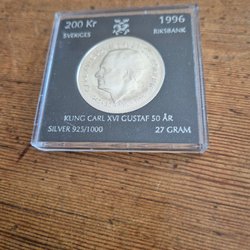 200 Kr 1996
SVERIGES RIKSBANK
KUNG CARL XVI GUSTAF 50 ÅR
SILVER 925/1000 27 GRAM